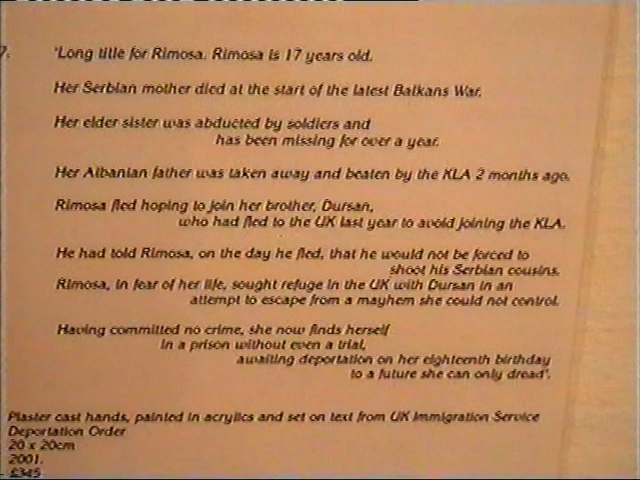 7. 'Long title for Rimosa. Rimosa is 17 years old.
Her Serbian mother died at the start of the latest Balkans War.
Her elder sister was abducted by soldiers and
has been missing for over a year.
Her Albanian father was taken away and beaten by the KLA 2 months ago.
Rimosa fled hoping to join her brother, Dursan,
who had fled to the UK last year to avoid joining the KLA.
He had told Rimosa, on the day he fled, that he would not be forced to
shoot his Serbian cousins.
Rimosa, in fear of her life, sought refuge in the UK with Dursan in an
attempt to escape from a mayhem she could not control.
Having committed no crime, she now finds herself
in a prison without even a trial,
awaiting deportation on her eighteenth birthday
to a future she can only dread'.
Plaster cast hands, painted in acrylics and set on text from UK Immigration Service
Deportation Order
20 x 20cm
2001.
- £345